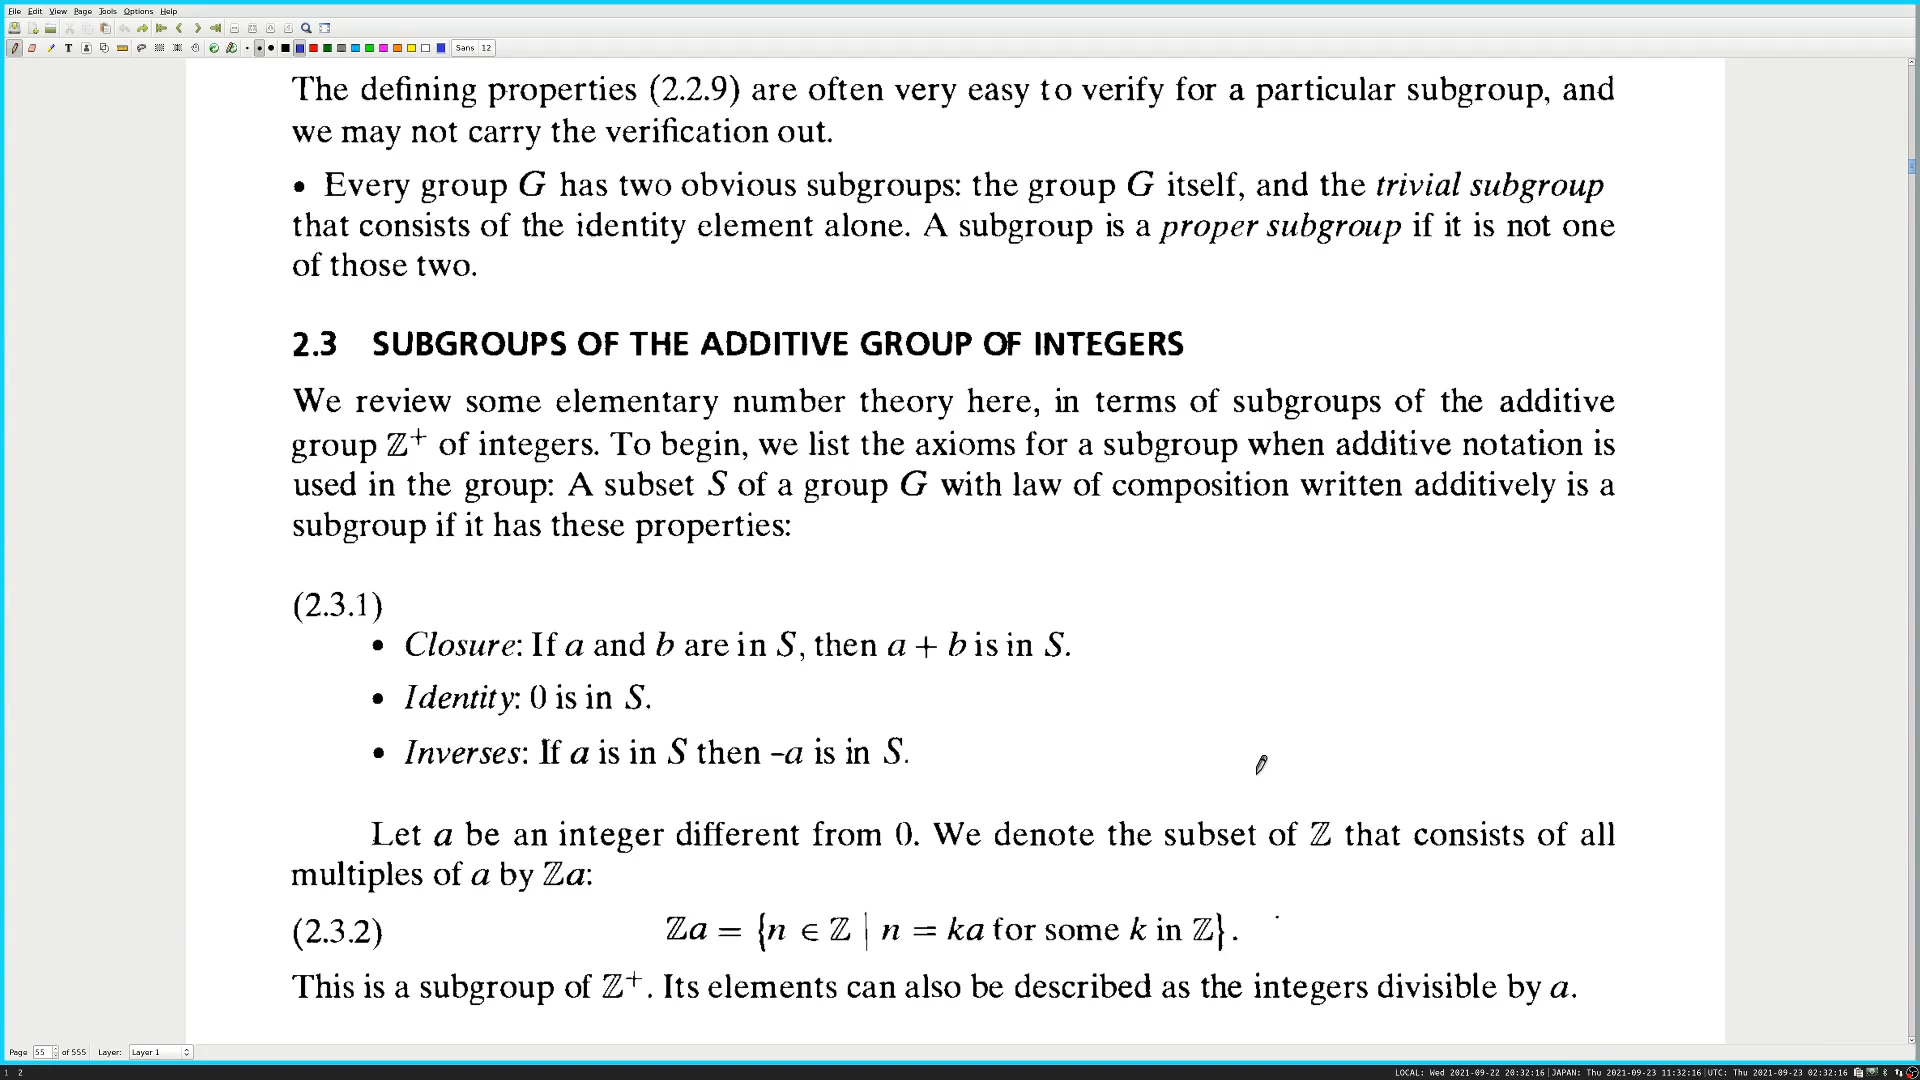 File Edit View Page Tools Options Help
Sans 12
The defining properties (2.2.9) are often very easy to verify for a particular subgroup, and
we may not carry the verification out.
• Every group G has two obvious subgroups: the group G itself, and the trivial subgroup
that consists of the identity element alone. A subgroup is a proper subgroup if it is not one
of those two.
2.3 SUBGROUPS OF THE ADDITIVE GROUP OF INTEGERS
We review some elementary number theory here, in terms of subgroups of the additive
group ℤ⁺ of integers. To begin, we list the axioms for a subgroup when additive notation is
used in the group: A subset S of a group G with law of composition written additively is a
subgroup if it has these properties:
(2.3.1)
• Closure: If a and b are in S, then a + b is in S.
• Identity: 0 is in S.
• Inverses: If a is in S then -a is in S.
Let a be an integer different from 0. We denote the subset of ℤ that consists of all
multiples of a by ℤa:
(2.3.2) ℤa = {n ∈ ℤ | n = ka for some k in ℤ}.
This is a subgroup of ℤ⁺. Its elements can also be described as the integers divisible by a.
Page 55 of 555 Layer: Layer 1
1 2 LOCAL: Wed 2021-09-22 20:32:16|JAPAN: Thu 2021-09-23 11:32:16|UTC: Thu 2021-09-23 02:32:16